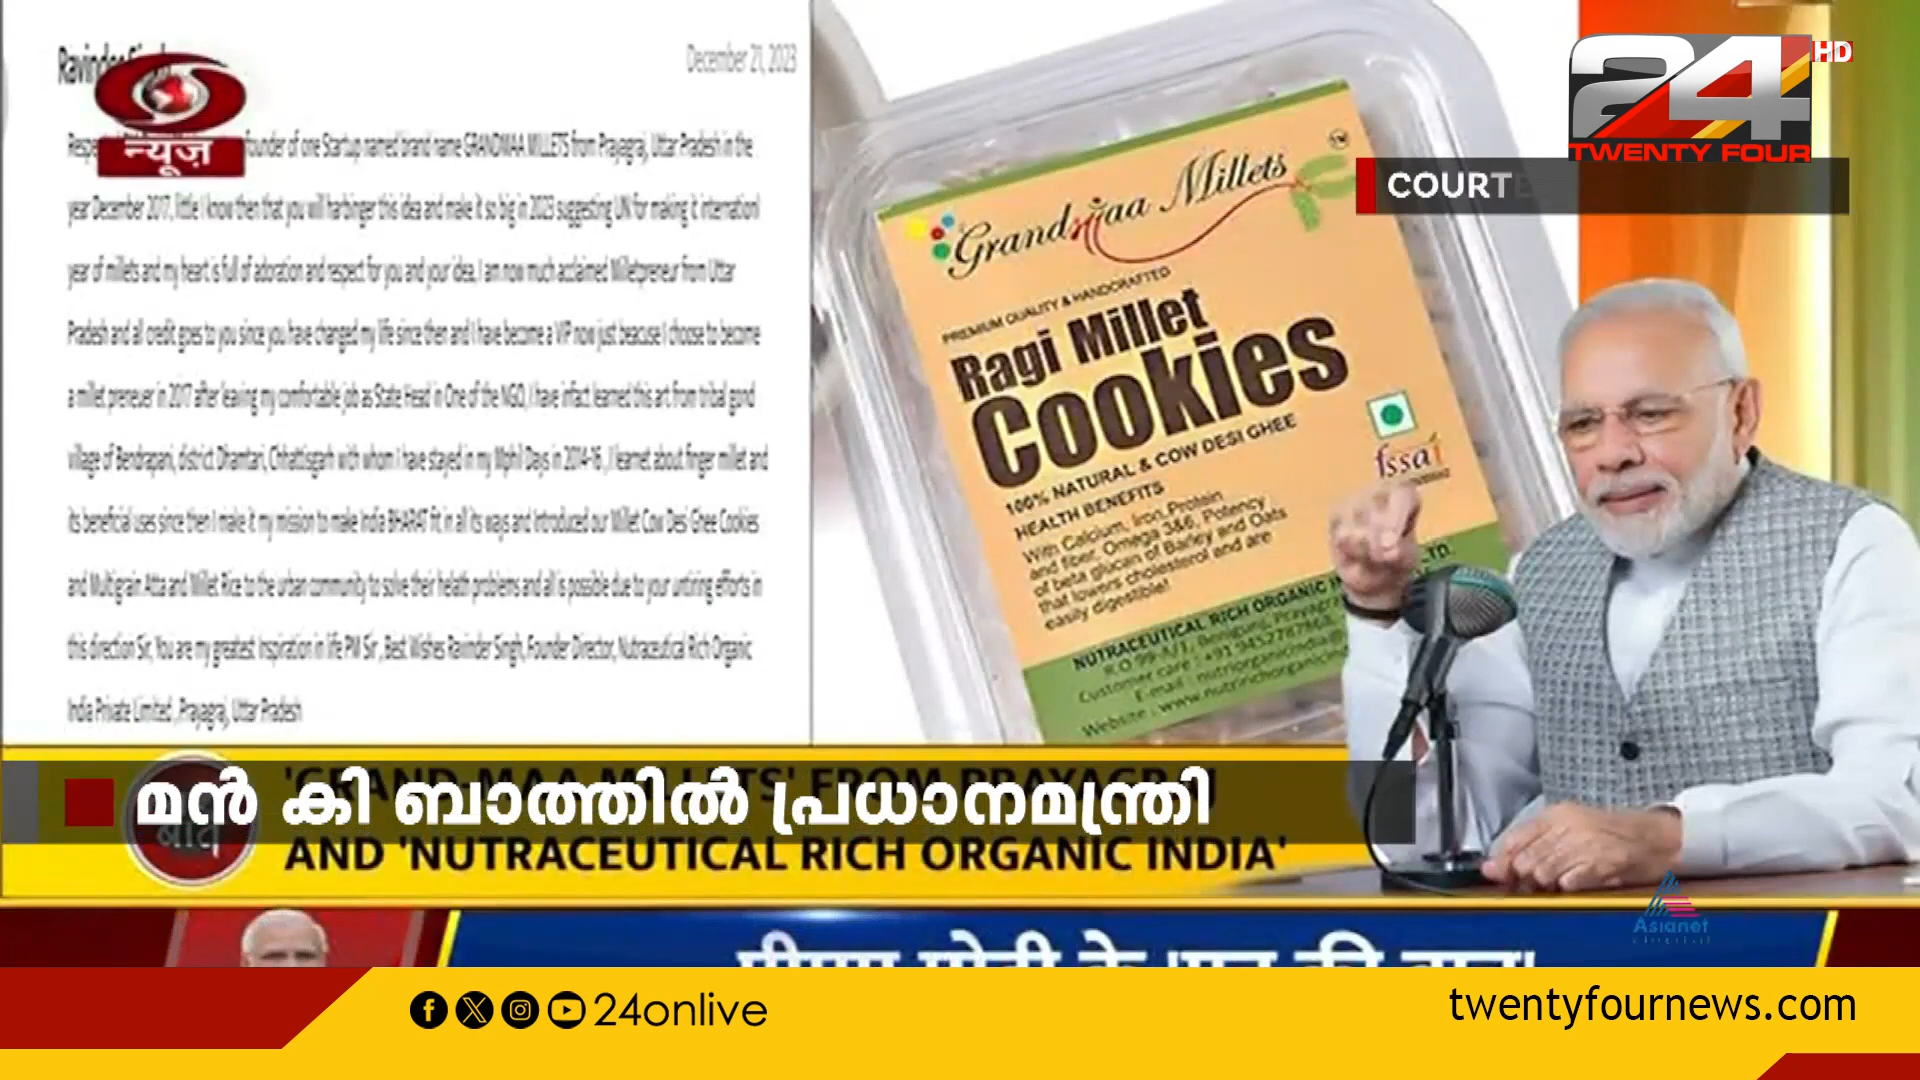 December 21, 2023
न्यूज़
founder of one Startup named brand name GRANDMAA MILLETS from Prayagraj, Uttar Pradesh in the
year December 2017, little I know then that you will harbinger this idea and make it so big in 2023 suggesting UN for making it internationl
year of millets and my heart is full of adoration and respect for you and your idea, I am now much acclaimed Milletpreneur from Uttar
Pradesh and all credit goes to you since you have changed my life since then and I have become a VIP now just beacuse I choose to become
a millet preneuer in 2017 after leaving my comfortable job as State Head in One of the NGO, I have infact learned this art from tribal gond
village of Bendrapani, district Dhamtari, Chhattisgarh with whom I have stayed in my Mphil Days in 2014-16 , I learnet about finger millet and
its beneficial uses since then I make it my mission to make India BHARAT fit in all its ways and Introduced our Millet Cow Desi Ghee Cookies
and Multigrain Atta and Millet Rice to the urban community to solve their helath problems and all is possible due to your untiring efforts in
this direction Sir, You are my greatest Inspiration in life PM Sir , Best Wishes Ravinder Singh, Founder Director, Nutraceutical Rich Organic
India Private Limited , Prayagraj, Uttar Pradesh
Grandमाँaa Millets
PREMIUM QUALITY & HANDCRAFTED
Ragi Millet
Cookies
100% NATURAL & COW DESI GHEE
HEALTH BENEFITS
With Calcium, Iron, Protein
and fiber, Omega 3&6, Potency
of beta glucan of Barley and Oats
that lowers cholesterol and are
easily digestible!
fssai
NUTRACEUTICAL RICH ORGANIC
Customer care : +91
E-mail :
Website :
24
HD
TWENTY FOUR
COURT
മൻ കി ബാത്തിൽ പ്രധാനമന്ത്രി
'GRAND-MAA MILLETS' FROM PRAYAGRAJ
AND 'NUTRACEUTICAL RICH ORGANIC INDIA'
Asianet
24onlive
twentyfournews.com